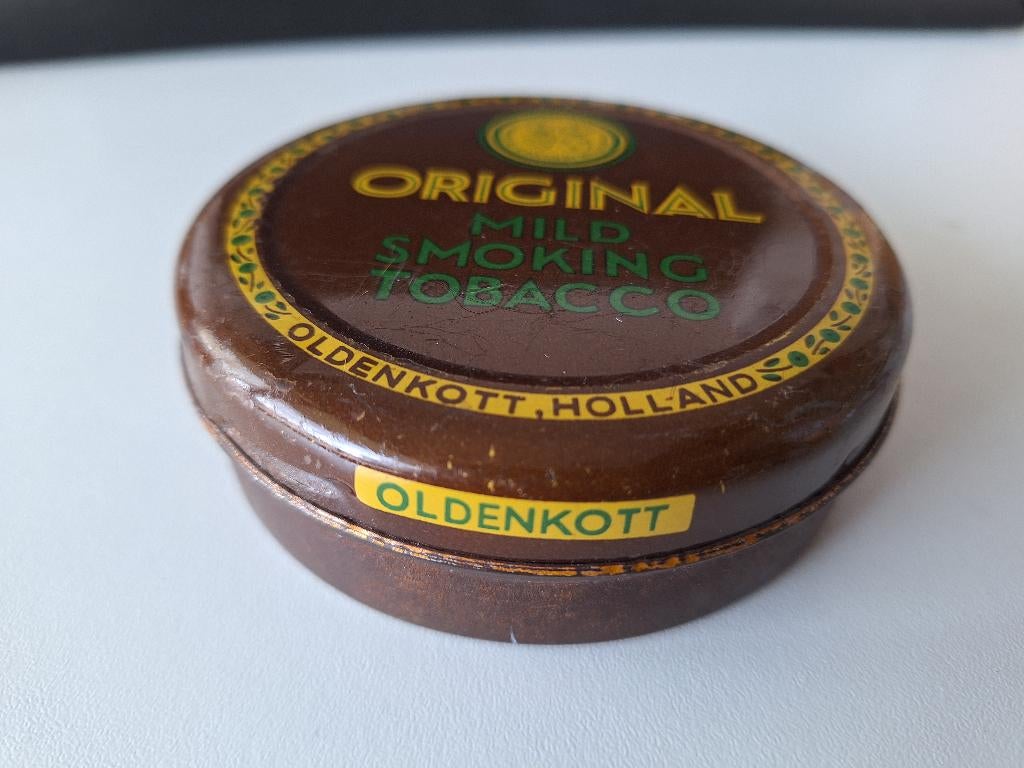 ORIGINAL
MILD
SMOKING
TOBACCO
OLDENKOTT, HOLLAND
OLDENKOTT